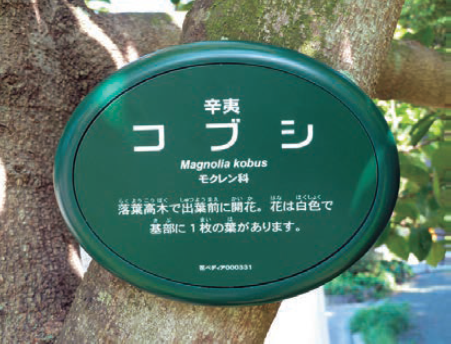 辛夷
コブシ
Magnolia kobus
モクレン科
落葉高木で出葉前に開花。花は白色で
基部に1枚の葉があります。